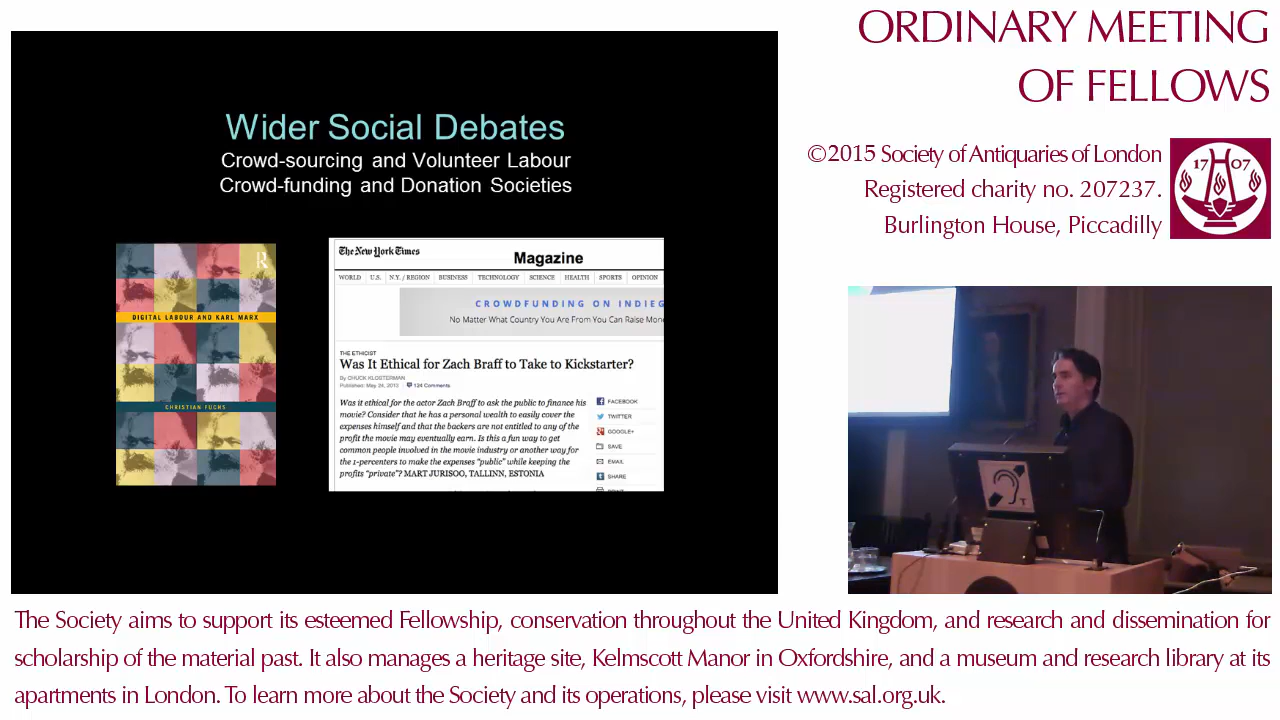 ORDINARY MEETING
OF FELLOWS
©2015 Society of Antiquaries of London
Registered charity no. 207237.
Burlington House, Piccadilly
17 07
Wider Social Debates
Crowd-sourcing and Volunteer Labour
Crowd-funding and Donation Societies
R
DIGITAL LABOUR AND KARL MARX
CHRISTIAN FUCHS
The New York Times
Magazine
WORLD U.S. N.Y. / REGION BUSINESS TECHNOLOGY SCIENCE HEALTH SPORTS OPINION
CROWDFUNDING ON INDIEG
No Matter What Country You Are From You Can Raise Mone
THE ETHICIST
Was It Ethical for Zach Braff to Take to Kickstarter?
By CHUCK KLOSTERMAN
Published: May 24, 2013 124 Comments
Was it ethical for the actor Zach Braff to ask the public to finance his
movie? Consider that he has a personal wealth to easily cover the
expenses himself and that the backers are not entitled to any of the
profit the movie may eventually earn. Is this a fun way to get
common people involved in the movie industry or another way for
the 1-percenters to make the expenses “public” while keeping the
profits “private”? MART JURISOO, TALLINN, ESTONIA
FACEBOOK
TWITTER
GOOGLE+
SAVE
EMAIL
SHARE
T
The Society aims to support its esteemed Fellowship, conservation throughout the United Kingdom, and research and dissemination for
scholarship of the material past. It also manages a heritage site, Kelmscott Manor in Oxfordshire, and a museum and research library at its
apartments in London. To learn more about the Society and its operations, please visit www.sal.org.uk.